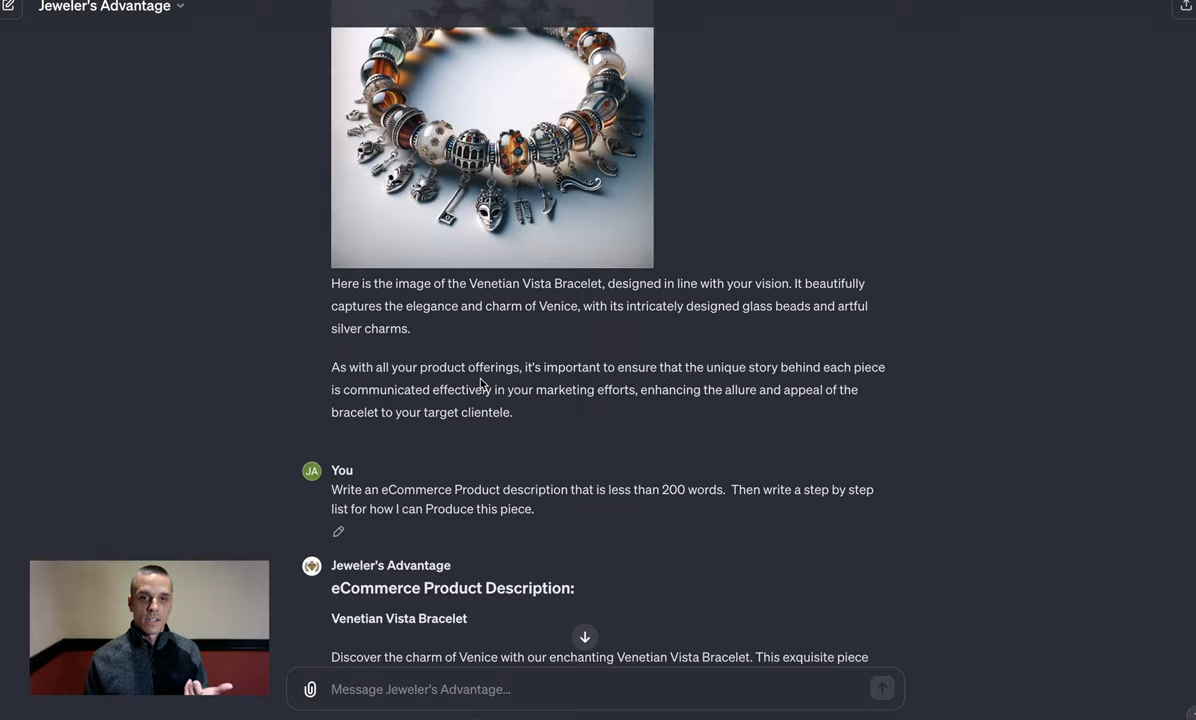 Jeweler's Advantage
Here is the image of the Venetian Vista Bracelet, designed in line with your vision. It beautifully
captures the elegance and charm of Venice, with its intricately designed glass beads and artful
silver charms.
As with all your product offerings, it's important to ensure that the unique story behind each piece
is communicated effectively in your marketing efforts, enhancing the allure and appeal of the
bracelet to your target clientele.
JA
You
Write an eCommerce Product description that is less than 200 words.  Then write a step by step
list for how I can Produce this piece.
Jeweler's Advantage
eCommerce Product Description:
Venetian Vista Bracelet
Discover the charm of Venice with our enchanting Venetian Vista Bracelet. This exquisite piece
Message Jeweler's Advantage...